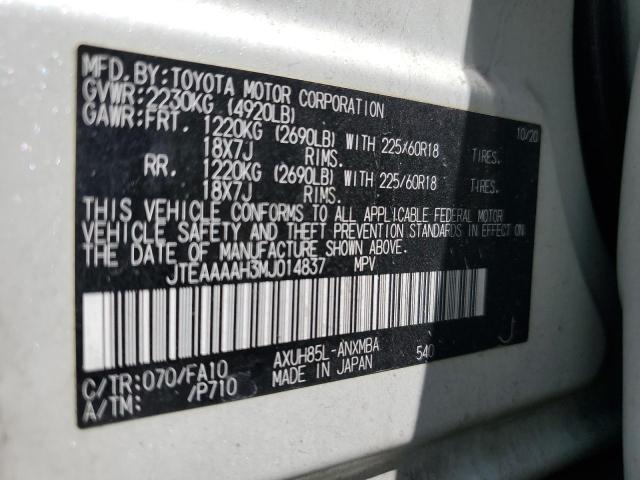 MFD.BY:TOYOTA MOTOR CORPORATION 10/20
GVWR:2230KG (4920LB)
GAWR:FRT. 1220KG (2690LB) WITH 225/60R18 TIRES.
18X7J RIMS.
RR. 1220KG (2690LB) WITH 225/60R18 TIRES.
18X7J RIMS.
THIS VEHICLE CONFORMS TO ALL APPLICABLE FEDERAL MOTOR
VEHICLE SAFETY AND THEFT PREVENTION STANDARDS IN EFFECT ON
THE DATE OF MANUFACTURE SHOWN ABOVE.
JTEAAAAH3MJ014837 MPV
C/TR:070/FA10 AXUH85L-ANXMBA 540
A/TM: /P710 MADE IN JAPAN
J